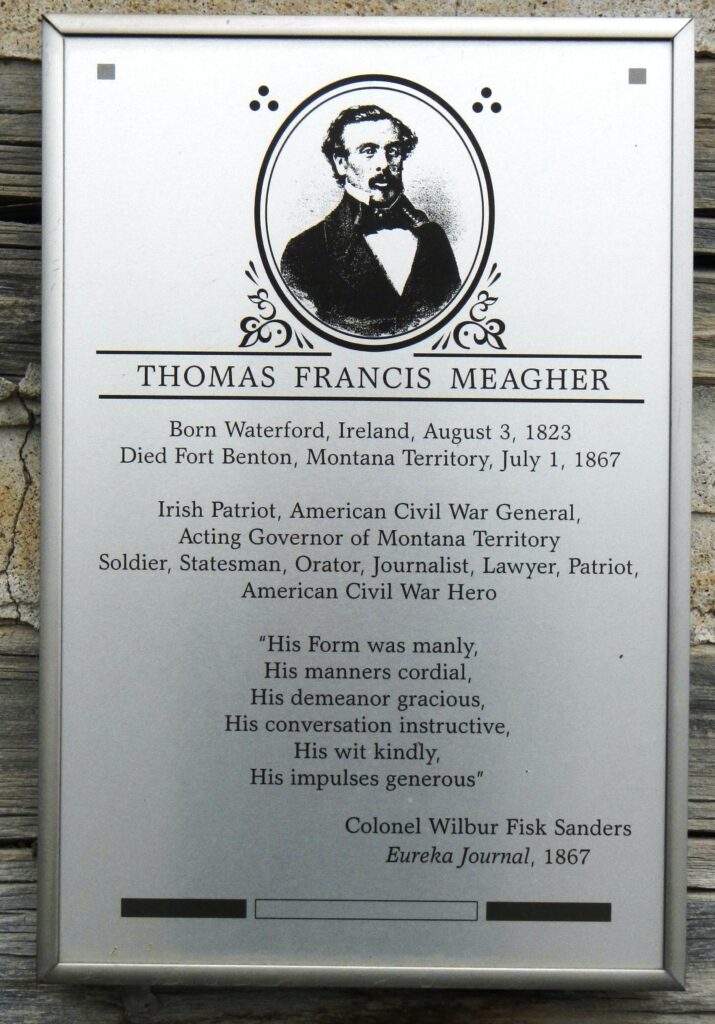 THOMAS FRANCIS MEAGHER
Born Waterford, Ireland, August 3, 1823
Died Fort Benton, Montana Territory, July 1, 1867
Irish Patriot, American Civil War General,
Acting Governor of Montana Territory
Soldier, Statesman, Orator, Journalist, Lawyer, Patriot,
American Civil War Hero
"His Form was manly,
His manners cordial,
His demeanor gracious,
His conversation instructive,
His wit kindly,
His impulses generous"
Colonel Wilbur Fisk Sanders
Eureka Journal, 1867